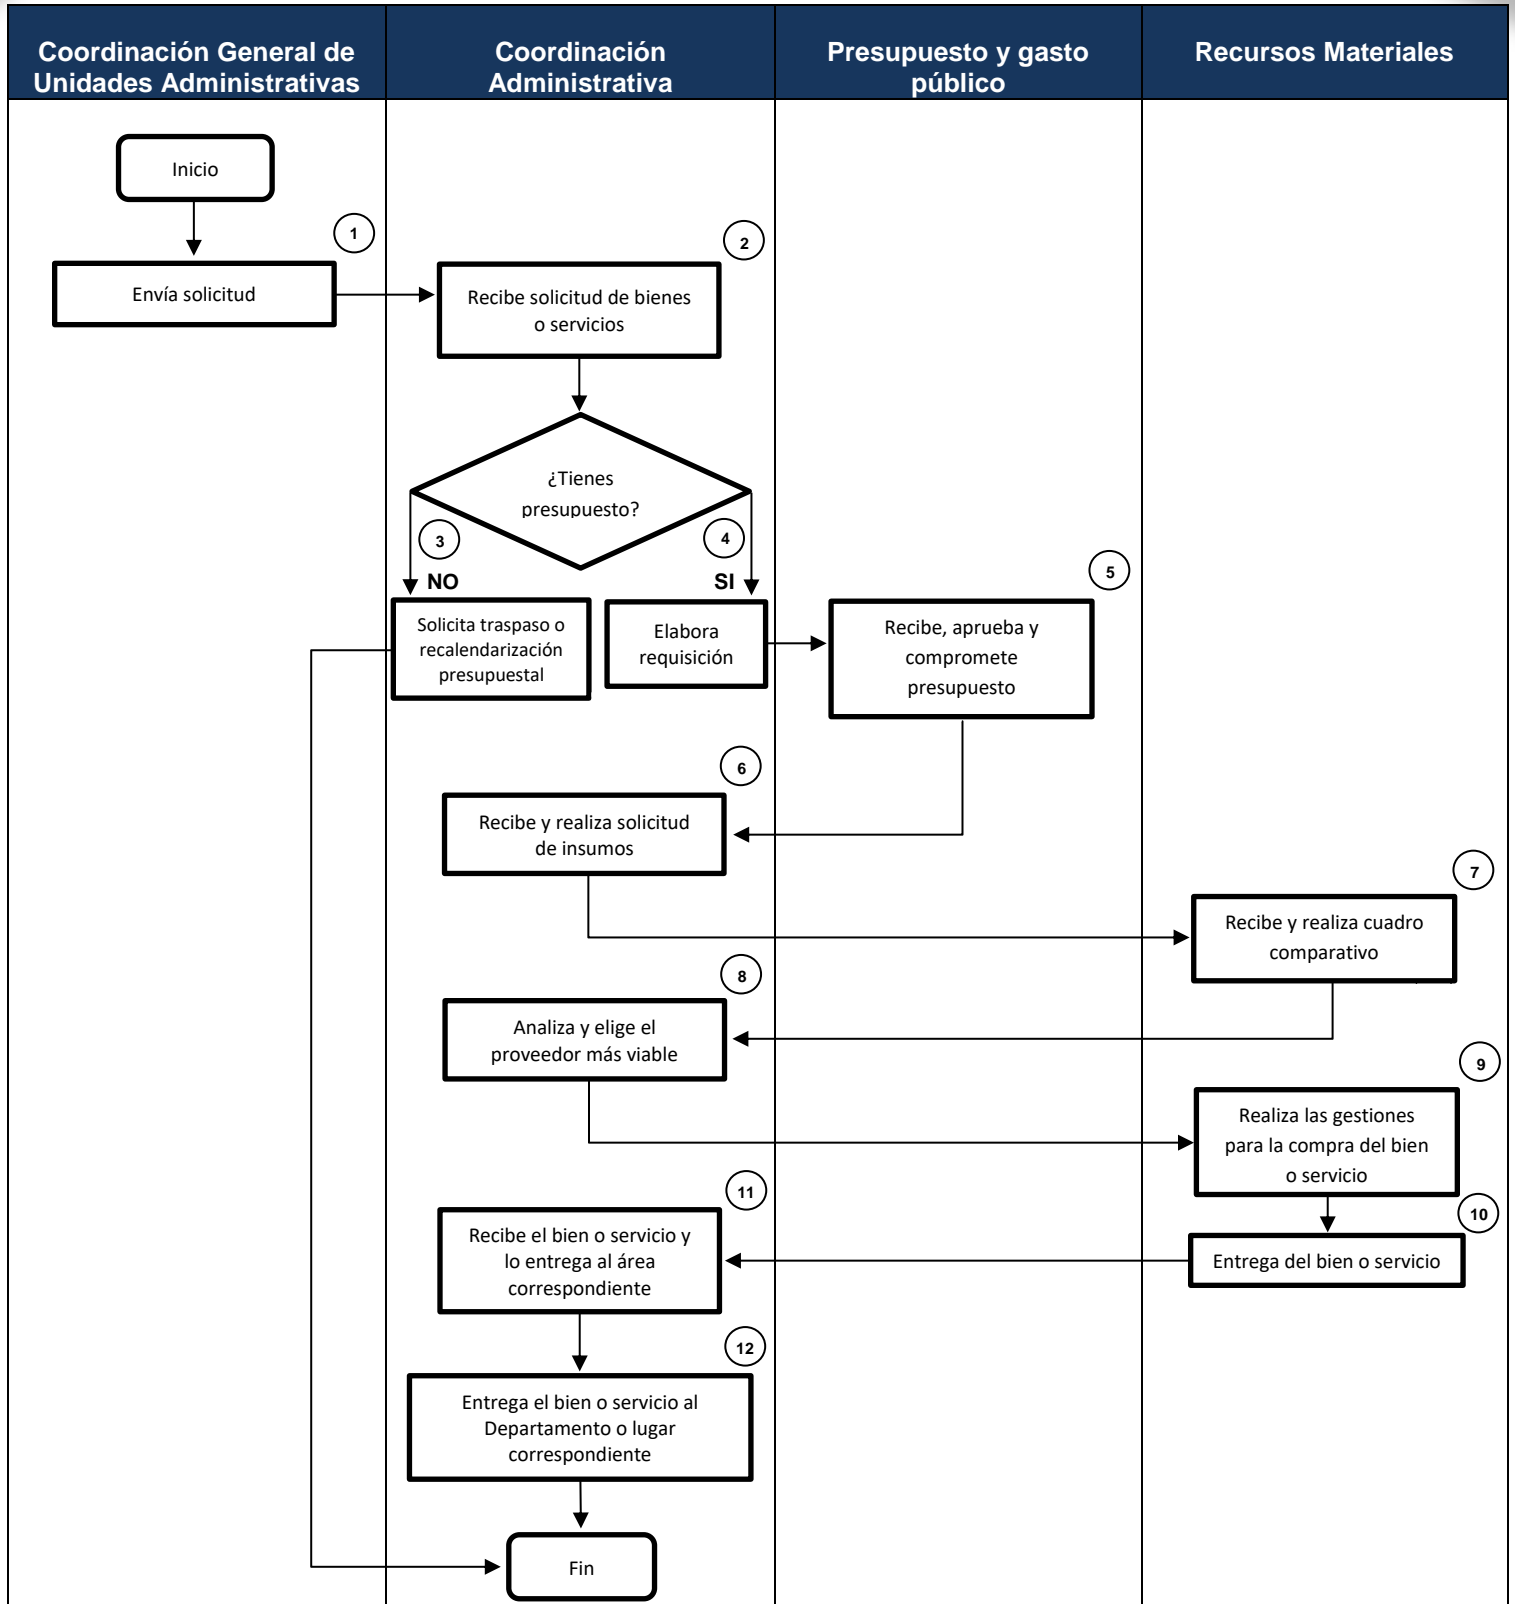 Coordinación General de
Unidades Administrativas
Coordinación
Administrativa
Presupuesto y gasto
público
Recursos Materiales
Inicio
1
Envía solicitud
2
Recibe solicitud de bienes
o servicios
¿Tienes
presupuesto?
3
NO
4
SI
Solicita traspaso o
recalendarización
presupuestal
Elabora
requisición
5
Recibe, aprueba y
compromete
presupuesto
6
Recibe y realiza solicitud
de insumos
7
Recibe y realiza cuadro
comparativo
8
Analiza y elige el
proveedor más viable
9
Realiza las gestiones
para la compra del bien
o servicio
10
Entrega del bien o servicio
11
Recibe el bien o servicio y
lo entrega al área
correspondiente
12
Entrega el bien o servicio al
Departamento o lugar
correspondiente
Fin